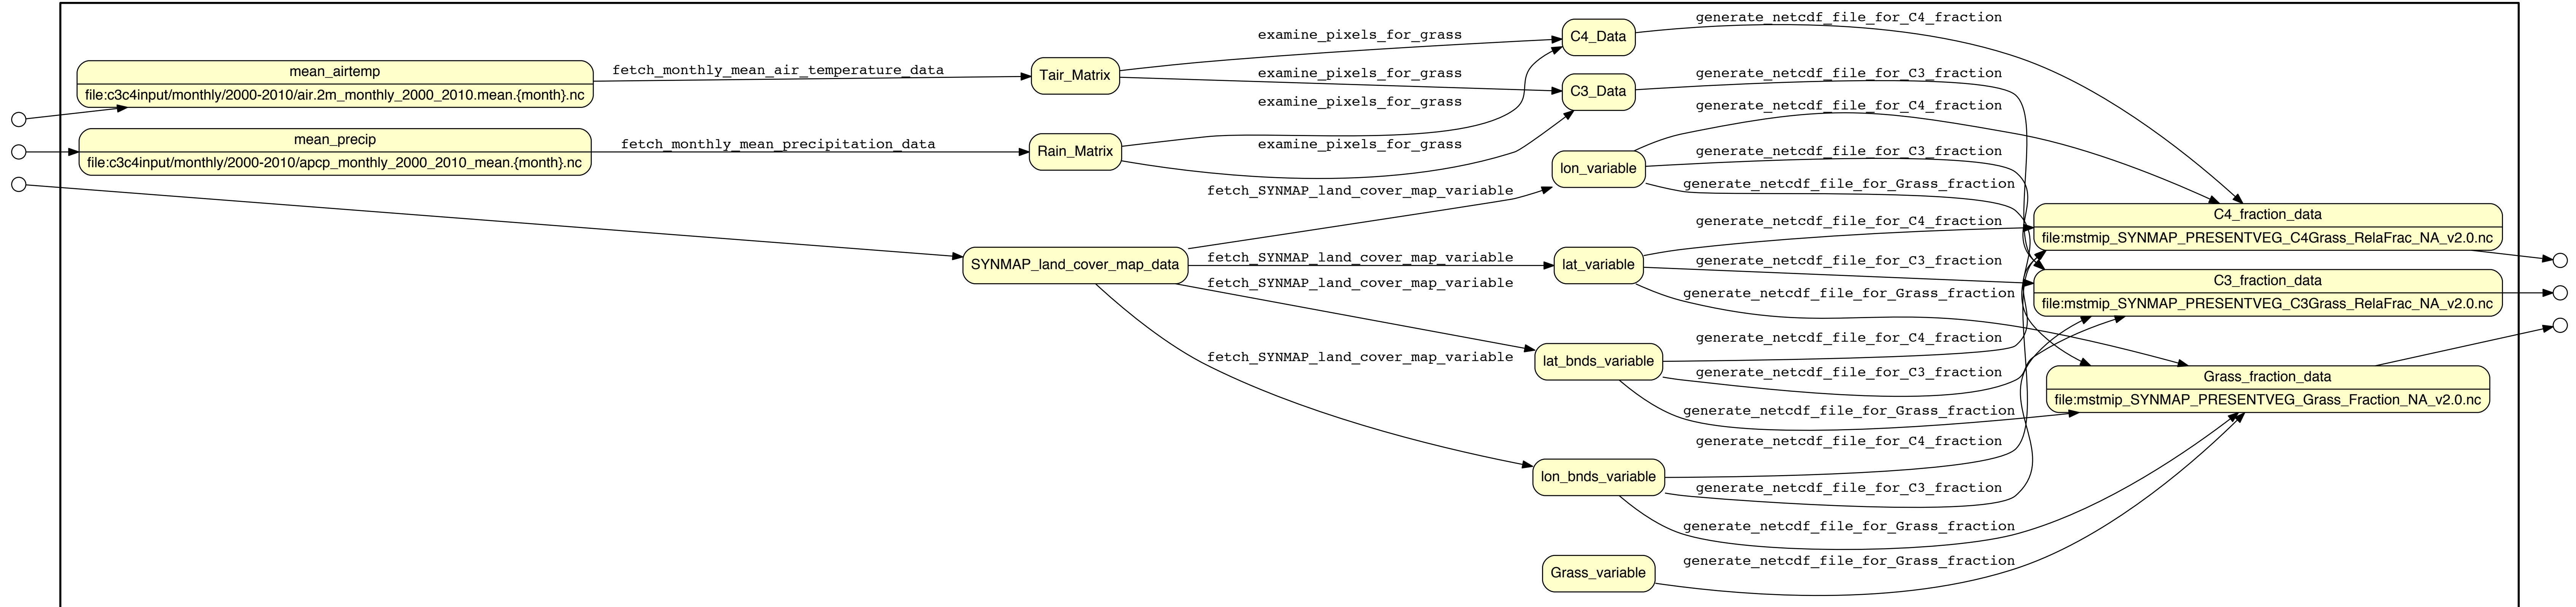 mean_airtemp
file:c3c4input/monthly/2000-2010/air.2m_monthly_2000_2010.mean.{month}.nc
mean_precip
file:c3c4input/monthly/2000-2010/apcp_monthly_2000_2010_mean.{month}.nc
fetch_monthly_mean_air_temperature_data
fetch_monthly_mean_precipitation_data
Tair_Matrix
Rain_Matrix
SYNMAP_land_cover_map_data
examine_pixels_for_grass
examine_pixels_for_grass
examine_pixels_for_grass
examine_pixels_for_grass
fetch_SYNMAP_land_cover_map_variable
fetch_SYNMAP_land_cover_map_variable
fetch_SYNMAP_land_cover_map_variable
fetch_SYNMAP_land_cover_map_variable
C4_Data
C3_Data
lon_variable
lat_variable
lat_bnds_variable
lon_bnds_variable
Grass_variable
generate_netcdf_file_for_C4_fraction
generate_netcdf_file_for_C3_fraction
generate_netcdf_file_for_C4_fraction
generate_netcdf_file_for_C3_fraction
generate_netcdf_file_for_Grass_fraction
generate_netcdf_file_for_C4_fraction
generate_netcdf_file_for_C3_fraction
generate_netcdf_file_for_Grass_fraction
generate_netcdf_file_for_C4_fraction
generate_netcdf_file_for_C3_fraction
generate_netcdf_file_for_Grass_fraction
generate_netcdf_file_for_C4_fraction
generate_netcdf_file_for_C3_fraction
generate_netcdf_file_for_Grass_fraction
generate_netcdf_file_for_Grass_fraction
C4_fraction_data
file:mstmip_SYNMAP_PRESENTVEG_C4Grass_RelaFrac_NA_v2.0.nc
C3_fraction_data
file:mstmip_SYNMAP_PRESENTVEG_C3Grass_RelaFrac_NA_v2.0.nc
Grass_fraction_data
file:mstmip_SYNMAP_PRESENTVEG_Grass_Fraction_NA_v2.0.nc